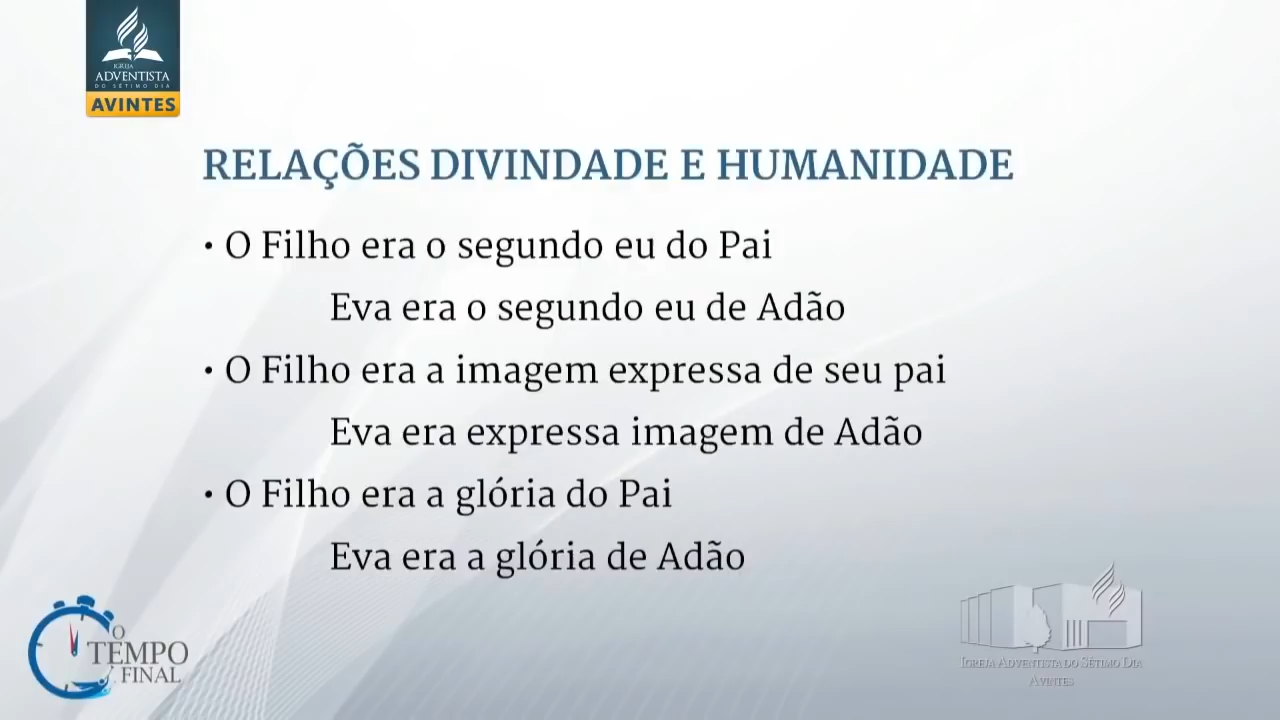 IGREJA
ADVENTISTA
DO SÉTIMO DIA
AVINTES
RELAÇÕES DIVINDADE E HUMANIDADE
• O Filho era o segundo eu do Pai
Eva era o segundo eu de Adão
• O Filho era a imagem expressa de seu pai
Eva era expressa imagem de Adão
• O Filho era a glória do Pai
Eva era a glória de Adão
O
TEMPO
FINAL
IGREJA ADVENTISTA DO SÉTIMO DIA
AVINTES